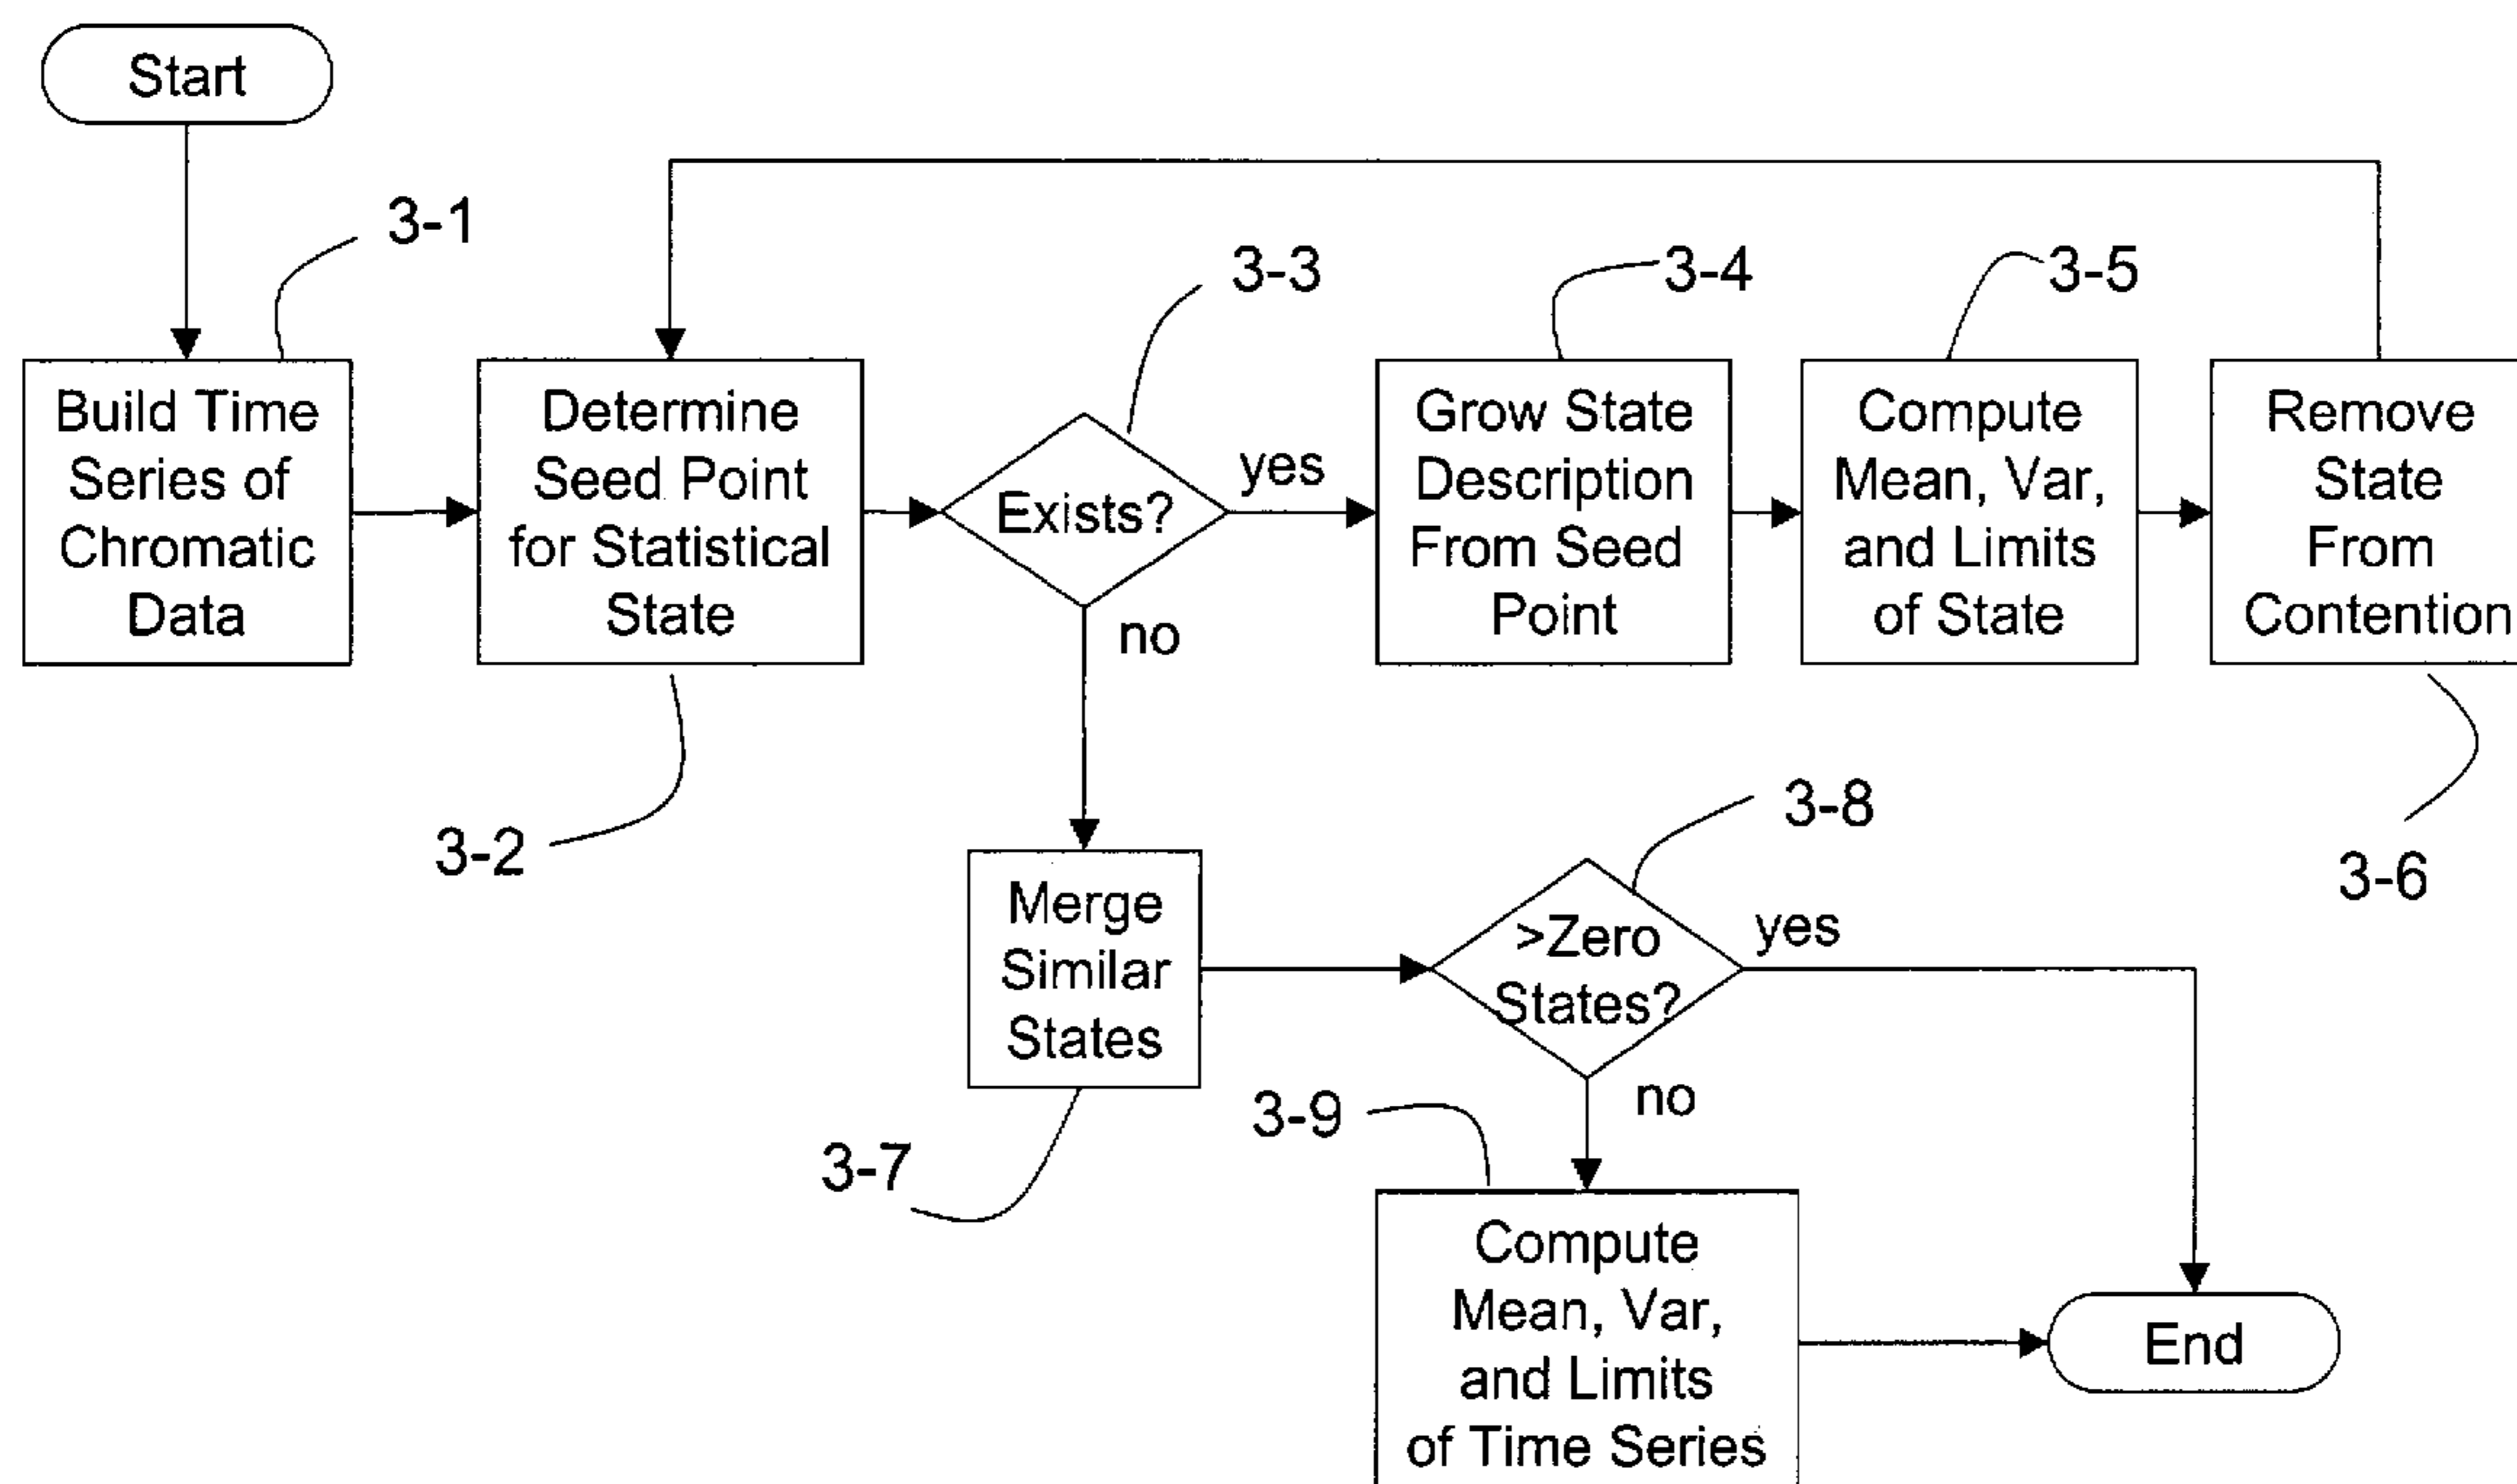 Start
3-1
3-3
3-4
3-5
Build Time
Series of
Chromatic
Data
Determine
Seed Point
for Statistical
State
Exists?
yes
Grow State
Description
From Seed
Point
Compute
Mean, Var,
and Limits
of State
Remove
State
From
Contention
no
3-2
3-6
Merge
Similar
States
3-8
>Zero
States?
yes
3-7
3-9
no
Compute
Mean, Var,
and Limits
of Time Series
End